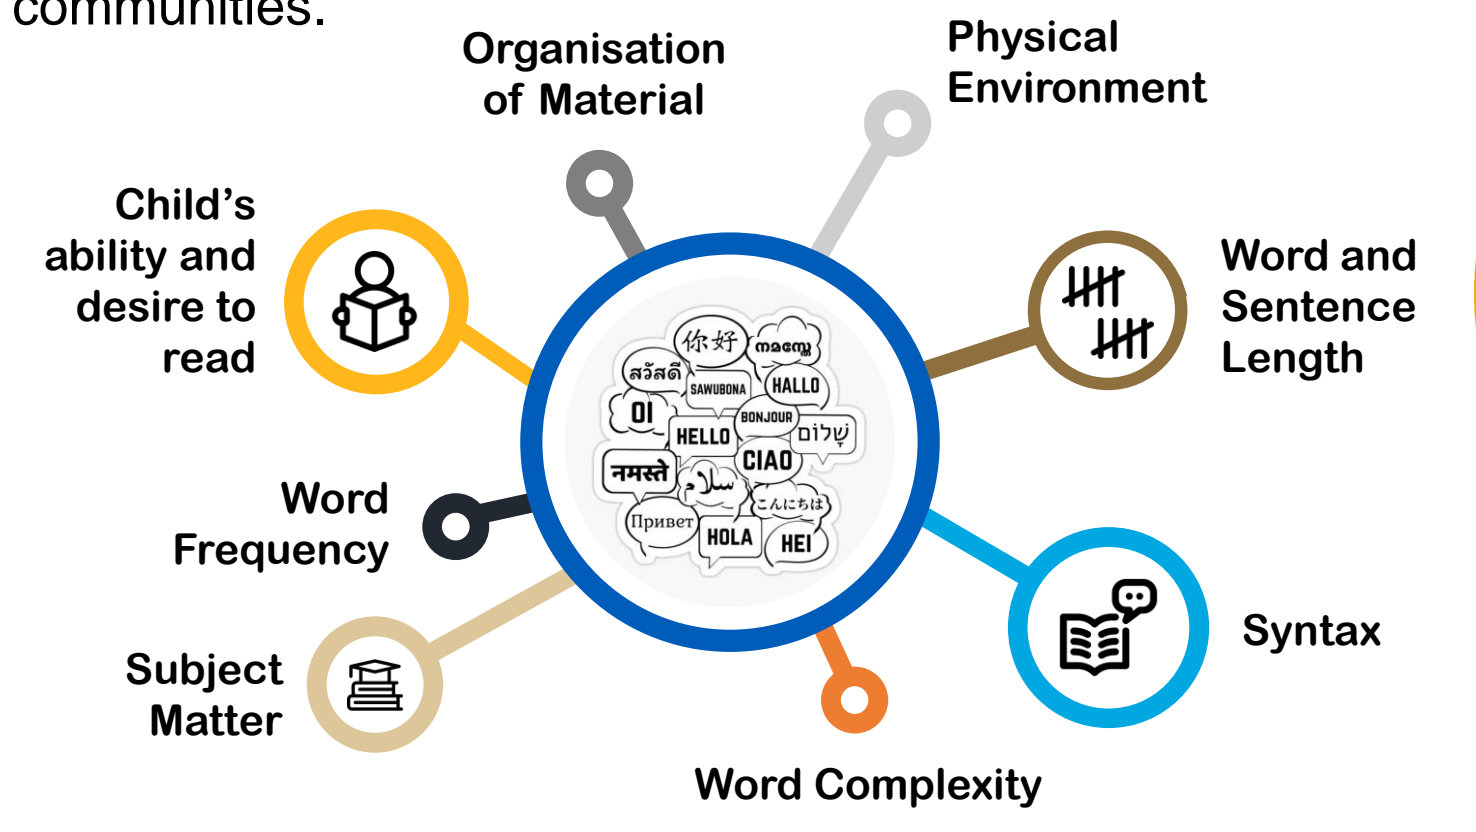 communities.
Organisation
of Material
Physical
Environment
Child’s
ability and
desire to
read
Word and
Sentence
Length
你好
നമസ്തേ
สวัสดี
SAWUBONA
HALLO
OI
BONJOUR
HELLO
שָׁלוֹם
CIAO
नमस्ते
سلام
こんにちは
Привет
HOLA
HEI
Word
Frequency
Syntax
Subject
Matter
Word Complexity